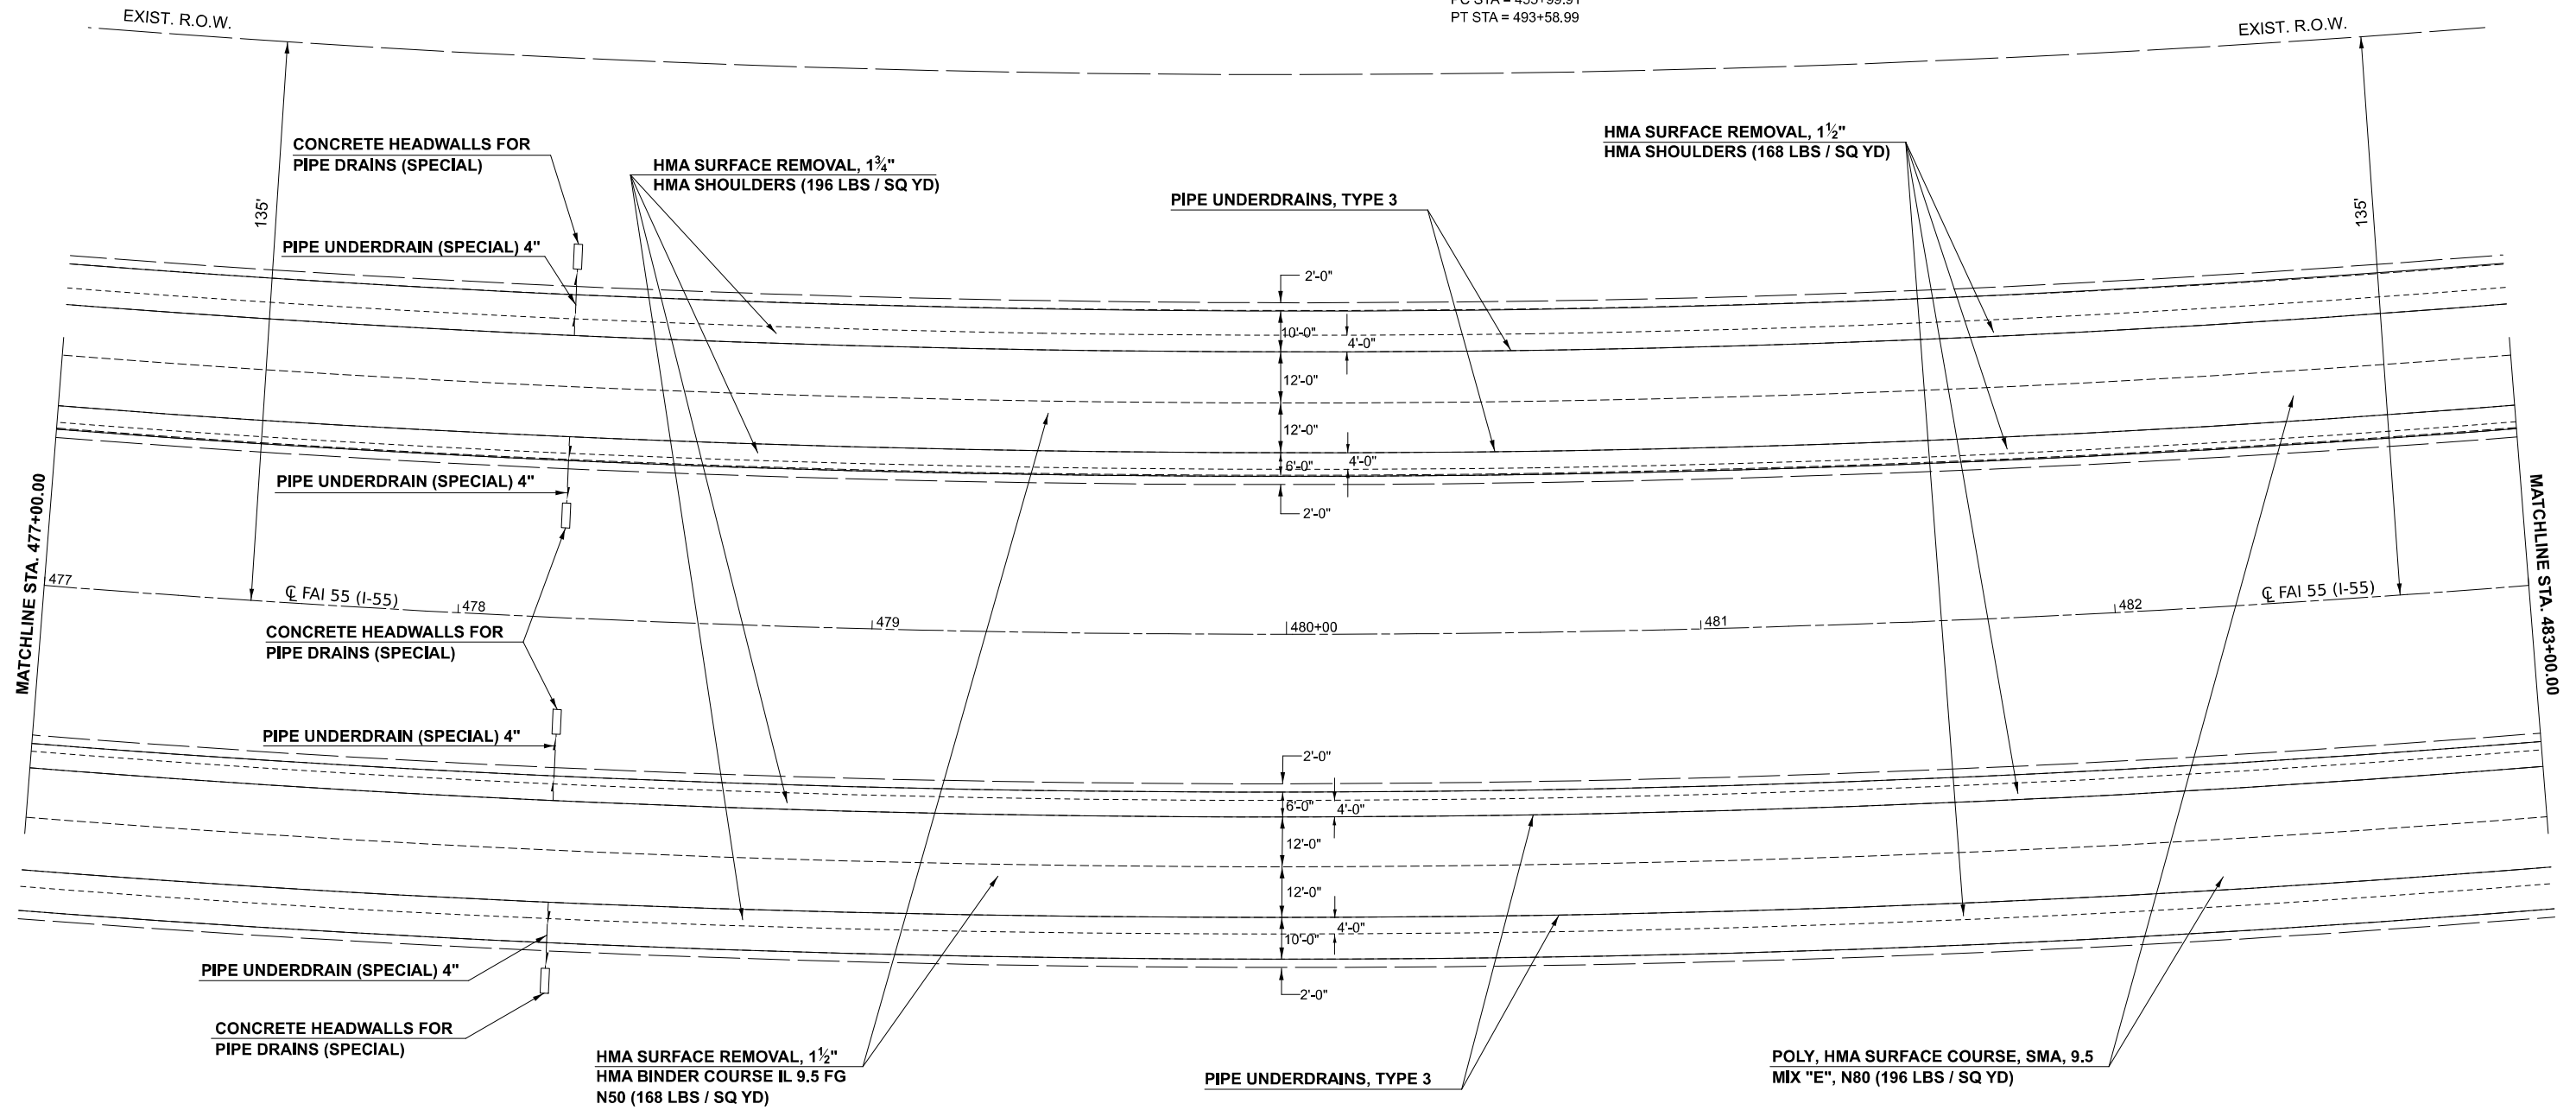 PT STA = 493+58.99
EXIST. R.O.W.
EXIST. R.O.W.
135'
135'
CONCRETE HEADWALLS FOR
PIPE DRAINS (SPECIAL)
HMA SURFACE REMOVAL, 1¾"
HMA SHOULDERS (196 LBS / SQ YD)
PIPE UNDERDRAINS, TYPE 3
HMA SURFACE REMOVAL, 1½"
HMA SHOULDERS (168 LBS / SQ YD)
PIPE UNDERDRAIN (SPECIAL) 4"
2'-0"
10'-0"
4'-0"
12'-0"
12'-0"
6'-0"
4'-0"
2'-0"
PIPE UNDERDRAIN (SPECIAL) 4"
MATCHLINE STA. 477+00.00
MATCHLINE STA. 483+00.00
477
℄ FAI 55 (I-55)
478
479
480+00
481
482
℄ FAI 55 (I-55)
CONCRETE HEADWALLS FOR
PIPE DRAINS (SPECIAL)
PIPE UNDERDRAIN (SPECIAL) 4"
2'-0"
6'-0"
4'-0"
12'-0"
12'-0"
4'-0"
10'-0"
2'-0"
PIPE UNDERDRAIN (SPECIAL) 4"
CONCRETE HEADWALLS FOR
PIPE DRAINS (SPECIAL)
HMA SURFACE REMOVAL, 1½"
HMA BINDER COURSE IL 9.5 FG
N50 (168 LBS / SQ YD)
PIPE UNDERDRAINS, TYPE 3
POLY, HMA SURFACE COURSE, SMA, 9.5
MIX "E", N80 (196 LBS / SQ YD)